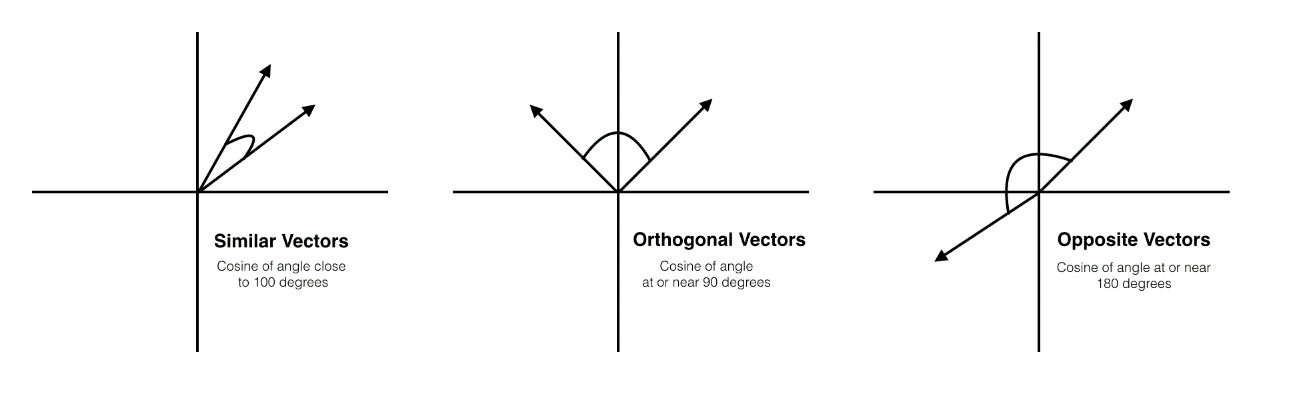 Similar Vectors
Cosine of angle close
to 100 degrees
Orthogonal Vectors
Cosine of angle
at or near 90 degrees
Opposite Vectors
Cosine of angle at or near
180 degrees